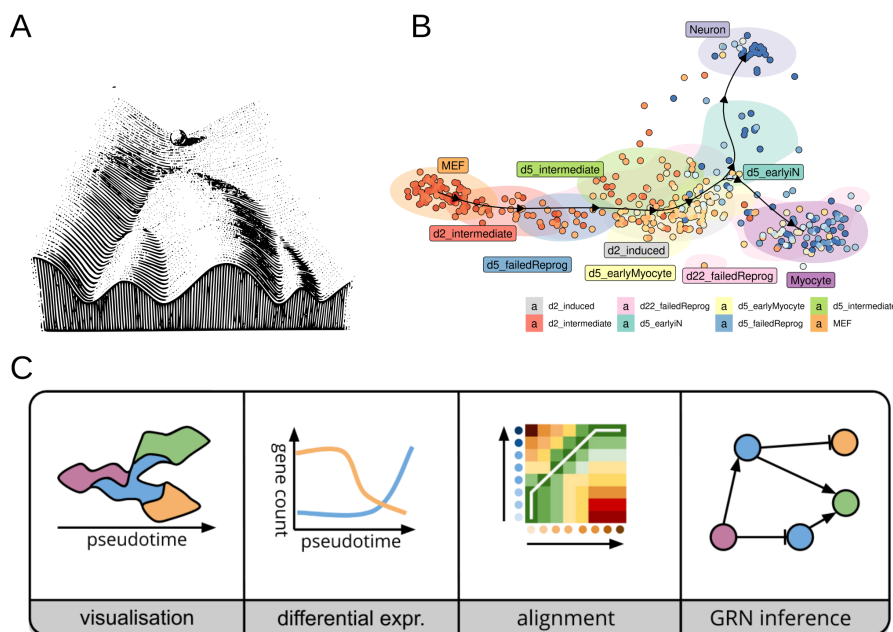 A
B
Neuron
MEF
d5_intermediate
d5_earlyiN
d2_intermediate
d2_induced
d5_failedReprog
d5_earlyMyocyte
d22_failedReprog
Myocyte
a d2_induced a d22_failedReprog a d5_earlyMyocyte a d5_intermediate
a d2_intermediate a d5_earlyiN a d5_failedReprog a MEF
C
pseudotime
visualisation
gene count
pseudotime
differential expr.
alignment
GRN inference